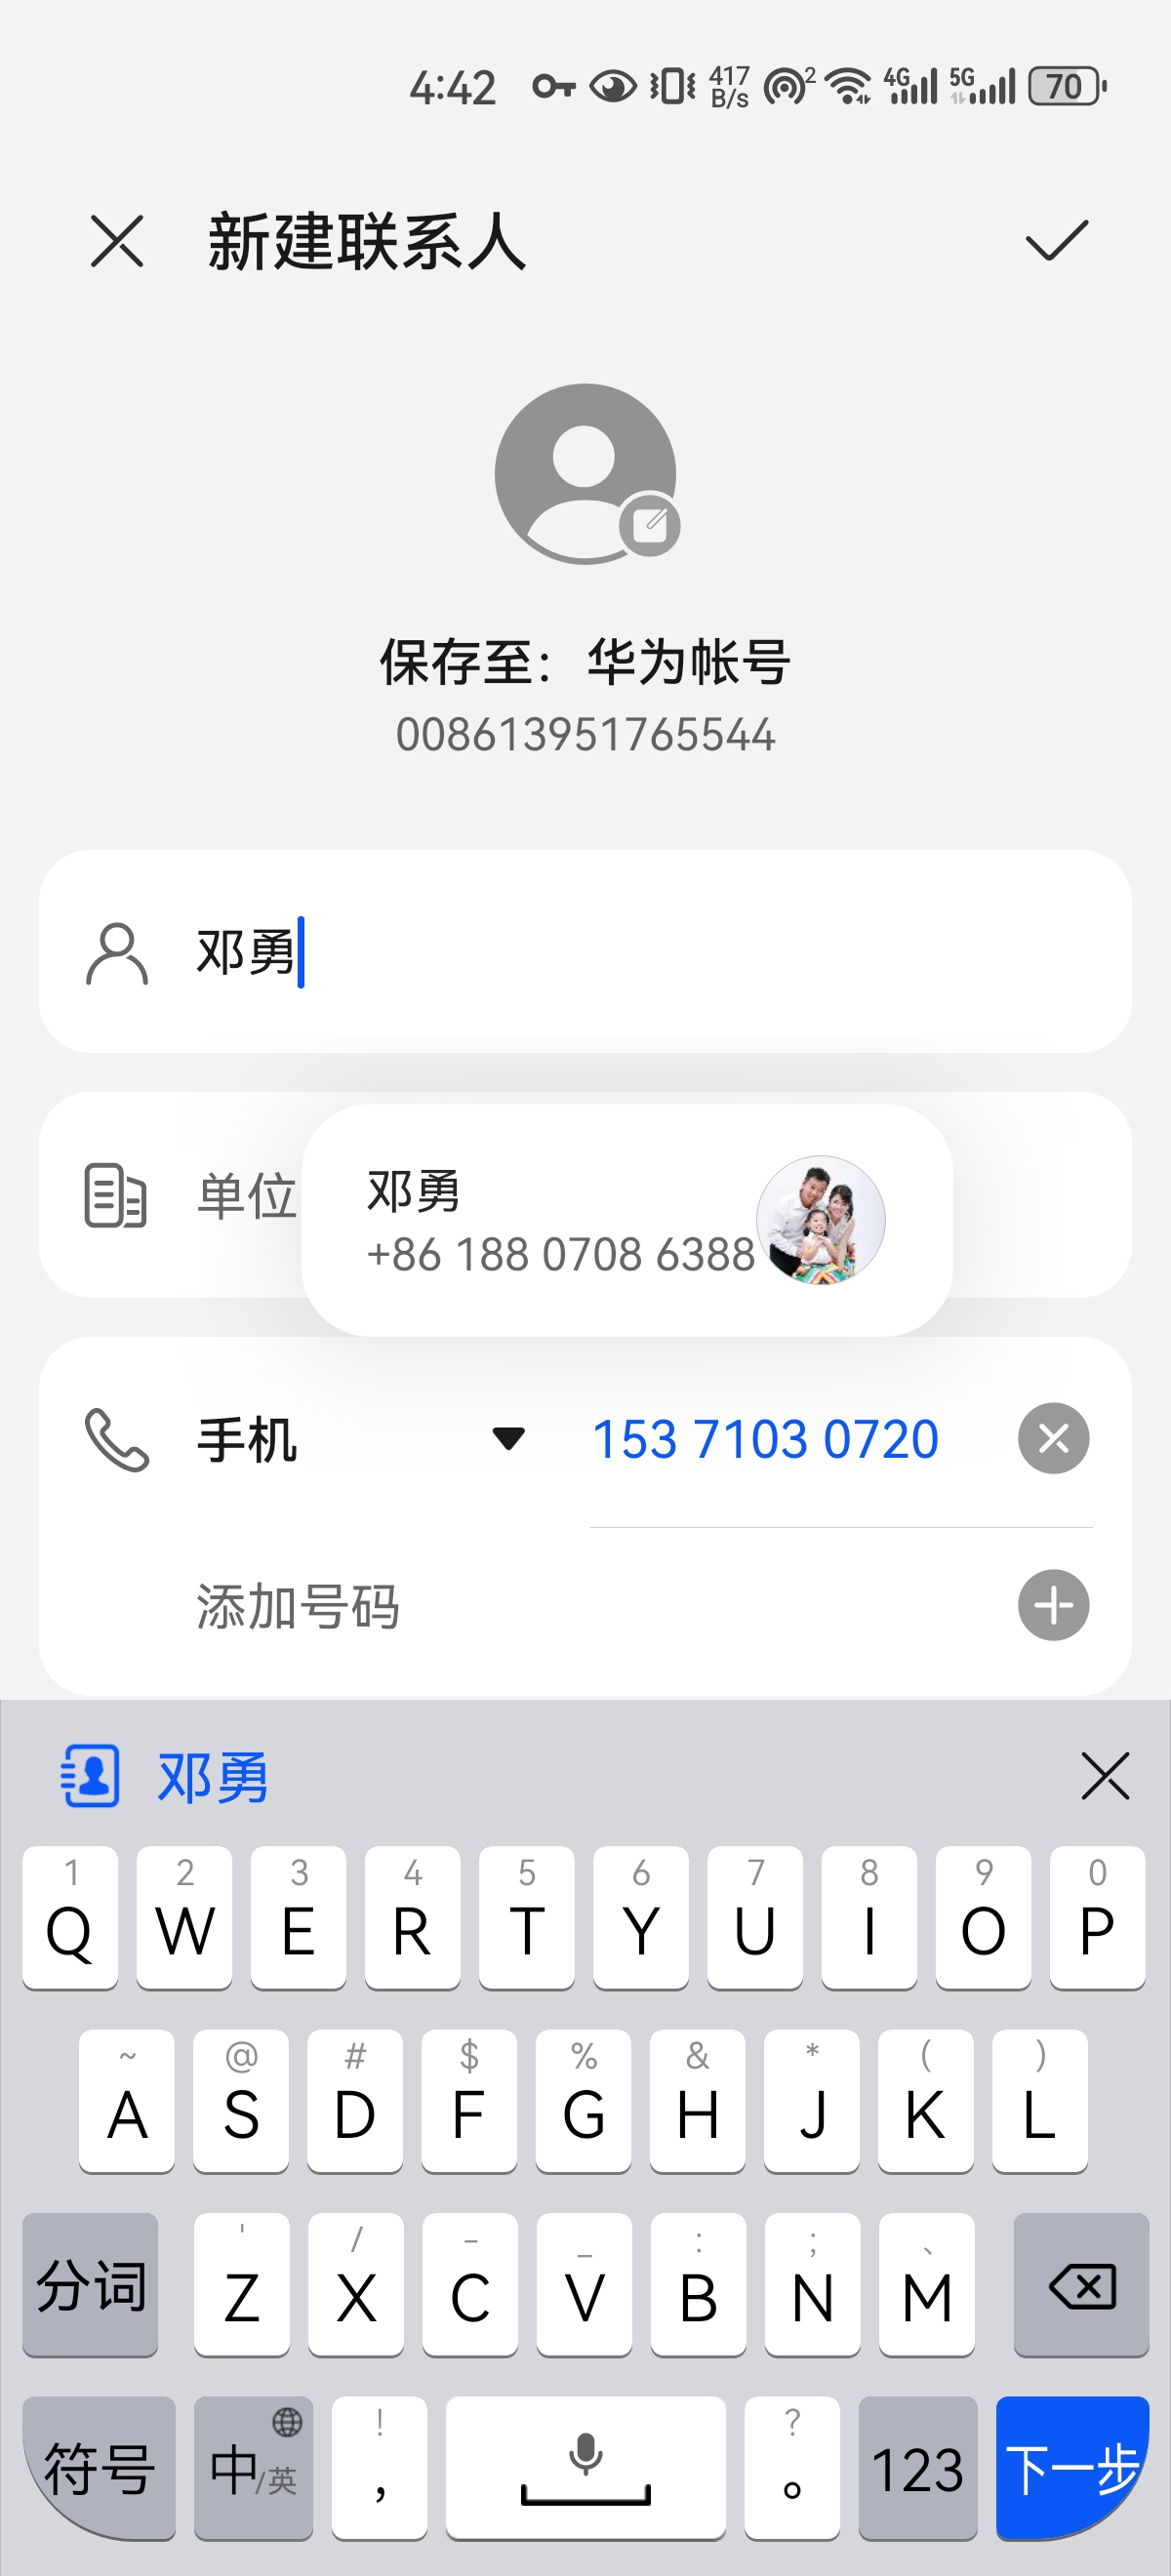 4:42 417 B/s 2 4G 5G 70
新建联系人
保存至：华为帐号
008613951765544
邓勇
单位
邓勇
+86 188 0708 6388
手机 153 7103 0720
添加号码
邓勇
1 2 3 4 5 6 7 8 9 0
Q W E R T Y U I O P
~ @ # $ % & * ( )
A S D F G H J K L
' / - _ : ; 、
分词 Z X C V B N M
! ?
符号 中/英 , 。 123 下一步